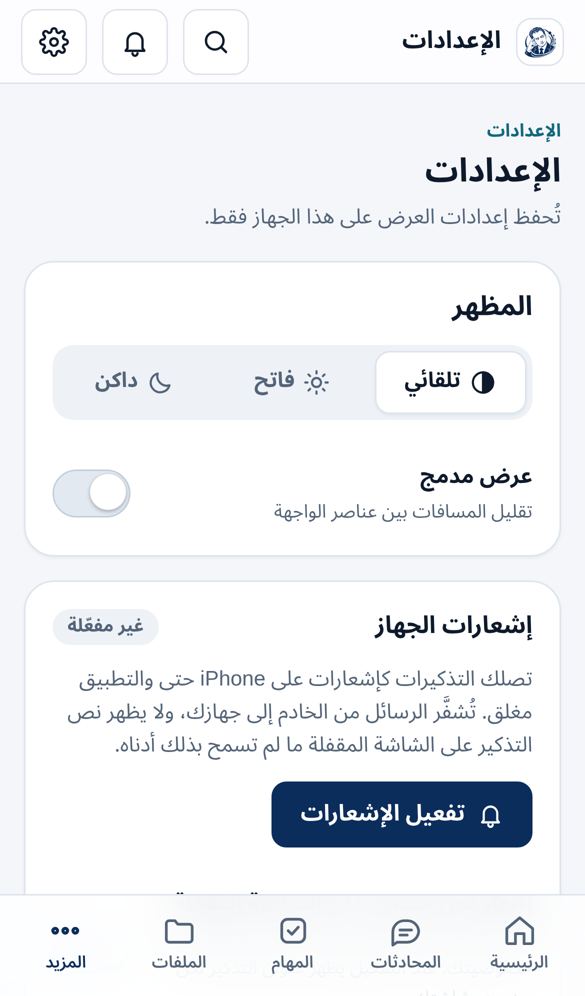 الإعدادات
الإعدادات
الإعدادات
تُحفظ إعدادات العرض على هذا الجهاز فقط.
المظهر
تلقائي
فاتح
داكن
عرض مدمج
تقليل المسافات بين عناصر الواجهة
إشعارات الجهاز
غير مفعّلة
تصلك التذكيرات كإشعارات على iPhone حتى والتطبيق
مغلق. تُشفَّر الرسائل من الخادم إلى جهازك، ولا يظهر نص
التذكير على الشاشة المقفلة ما لم تسمح بذلك أدناه.
تفعيل الإشعارات
الرئيسية
المحادثات
المهام
الملفات
المزيد